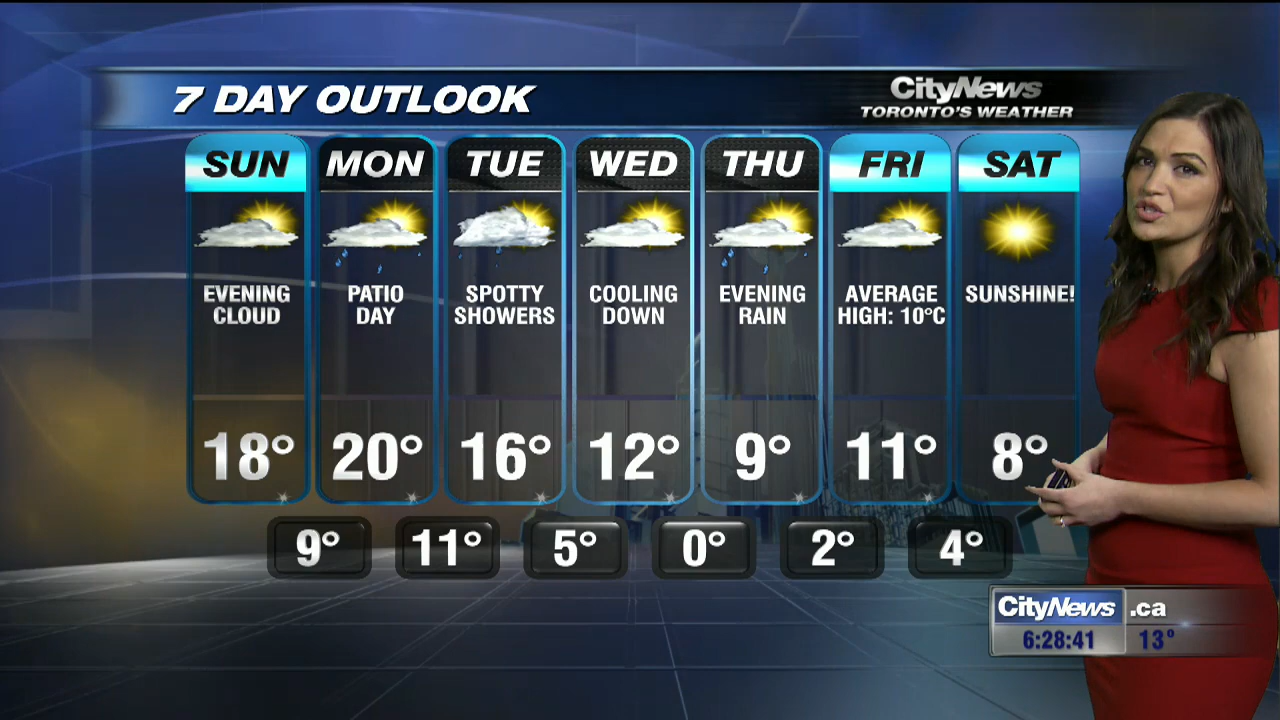 7 DAY OUTLOOK
CityNews
TORONTO'S WEATHER
SUN MON TUE WED THU FRI SAT
EVENING
CLOUD
PATIO
DAY
SPOTTY
SHOWERS
COOLING
DOWN
EVENING
RAIN
AVERAGE
HIGH: 10°C
SUNSHINE!
18° 20° 16° 12° 9° 11° 8°
9° 11° 5° 0° 2° 4°
CityNews .ca
6:28:41 13°